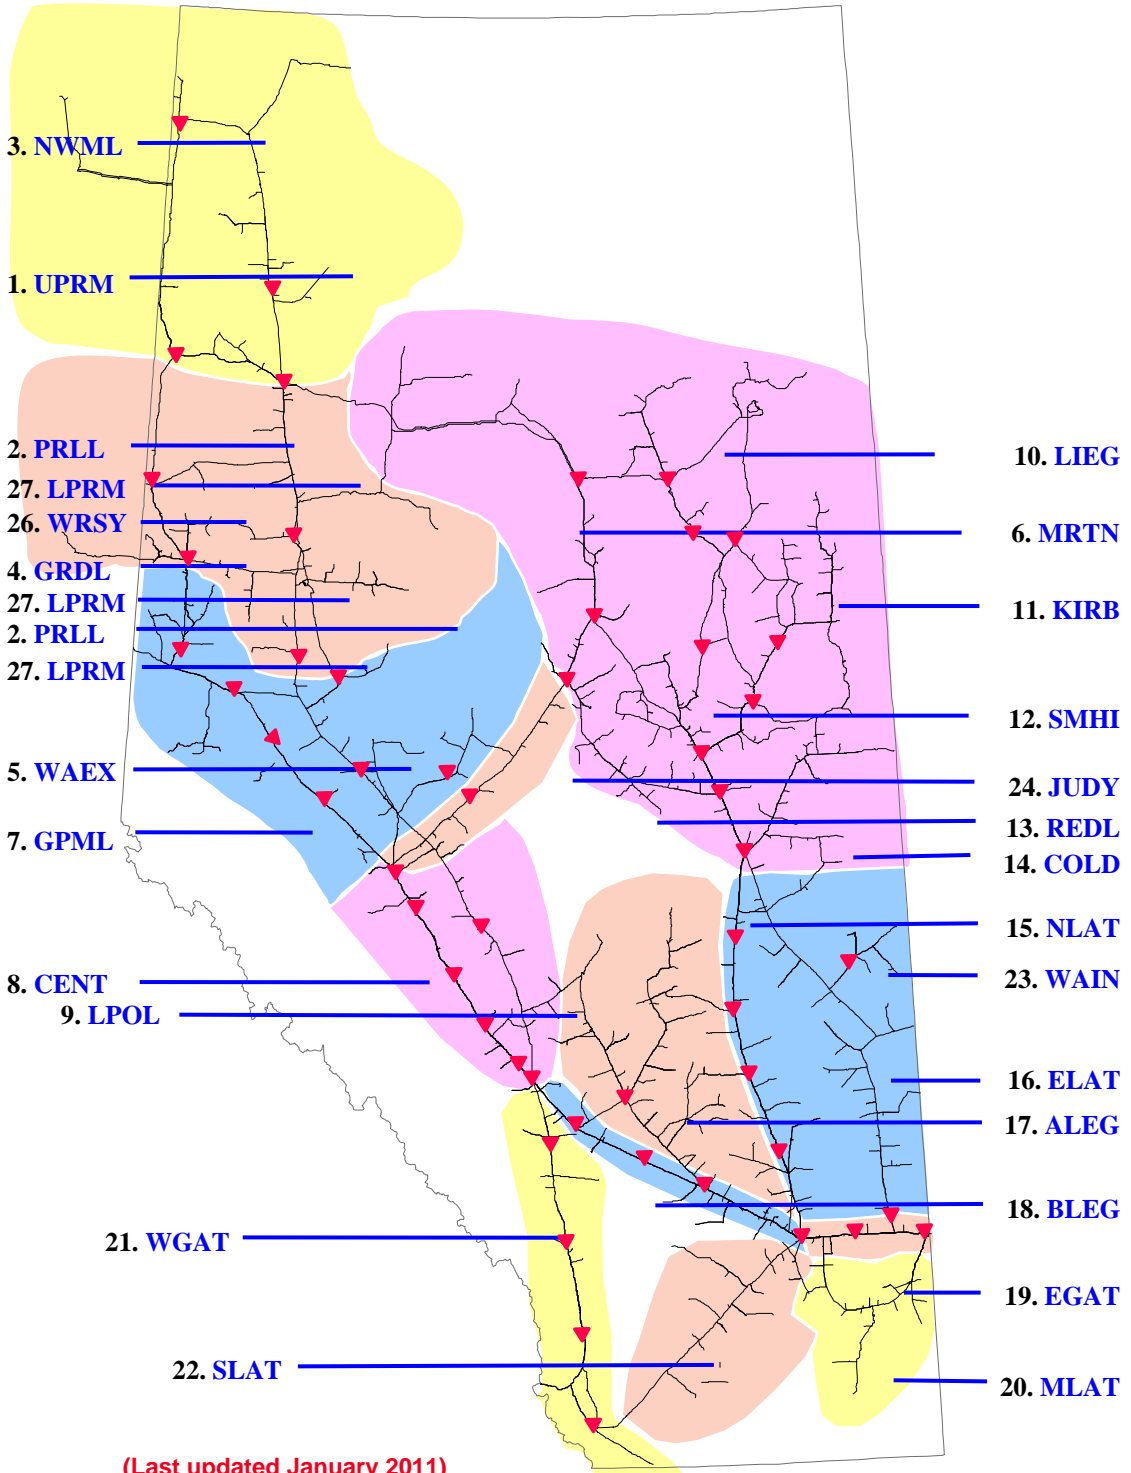 3. NWML
1. UPRM
2. PRLL
27. LPRM
26. WRSY
4. GRDL
27. LPRM
2. PRLL
27. LPRM
5. WAEX
7. GPML
8. CENT
9. LPOL
21. WGAT
22. SLAT
10. LIEG
6. MRTN
11. KIRB
12. SMHI
24. JUDY
13. REDL
14. COLD
15. NLAT
23. WAIN
16. ELAT
17. ALEG
18. BLEG
19. EGAT
20. MLAT
(Last updated January 2011)